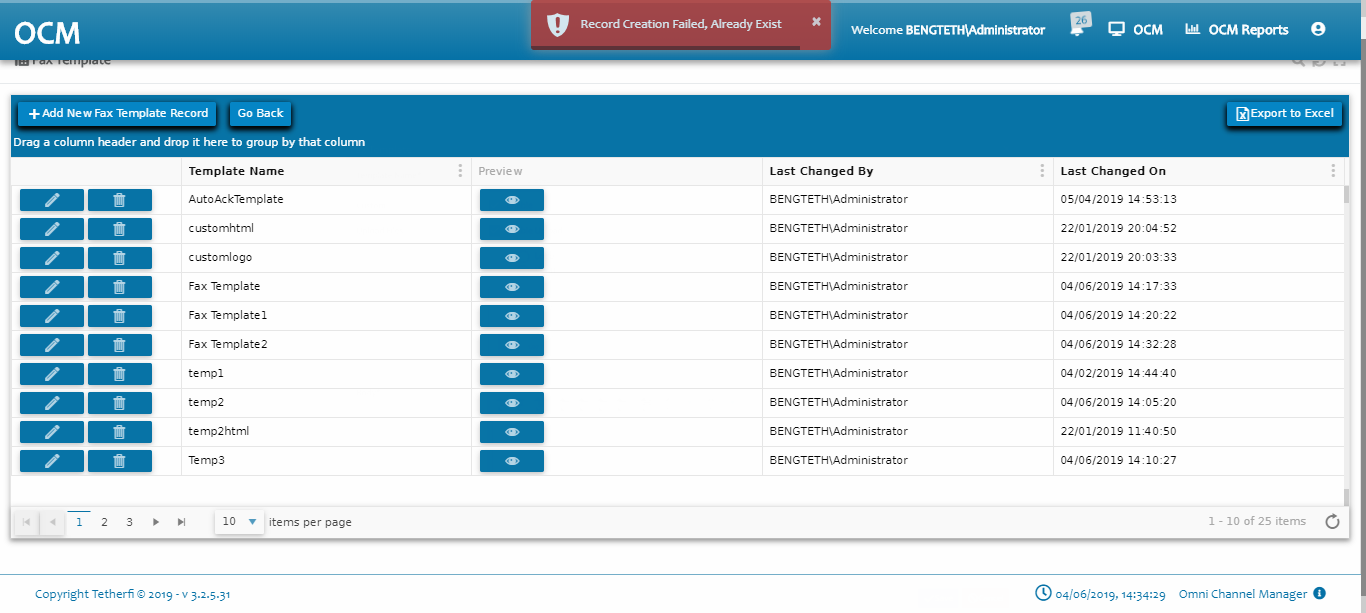 OCM
Record Creation Failed, Already Exist
Welcome BENGTETH\Administrator
26
OCM
OCM Reports
Fax Template
Add New Fax Template Record
Go Back
Export to Excel
Drag a column header and drop it here to group by that column
Template Name Preview Last Changed By Last Changed On
AutoAckTemplate BENGTETH\Administrator 05/04/2019 14:53:13
customhtml BENGTETH\Administrator 22/01/2019 20:04:52
customlogo BENGTETH\Administrator 22/01/2019 20:03:33
Fax Template BENGTETH\Administrator 04/06/2019 14:17:33
Fax Template1 BENGTETH\Administrator 04/06/2019 14:20:22
Fax Template2 BENGTETH\Administrator 04/06/2019 14:32:28
temp1 BENGTETH\Administrator 04/02/2019 14:44:40
temp2 BENGTETH\Administrator 04/06/2019 14:05:20
temp2html BENGTETH\Administrator 22/01/2019 11:40:50
Temp3 BENGTETH\Administrator 04/06/2019 14:10:27
1 2 3 10 items per page 1 - 10 of 25 items
Copyright Tetherfi © 2019 - v 3.2.5.31
04/06/2019, 14:34:29 Omni Channel Manager